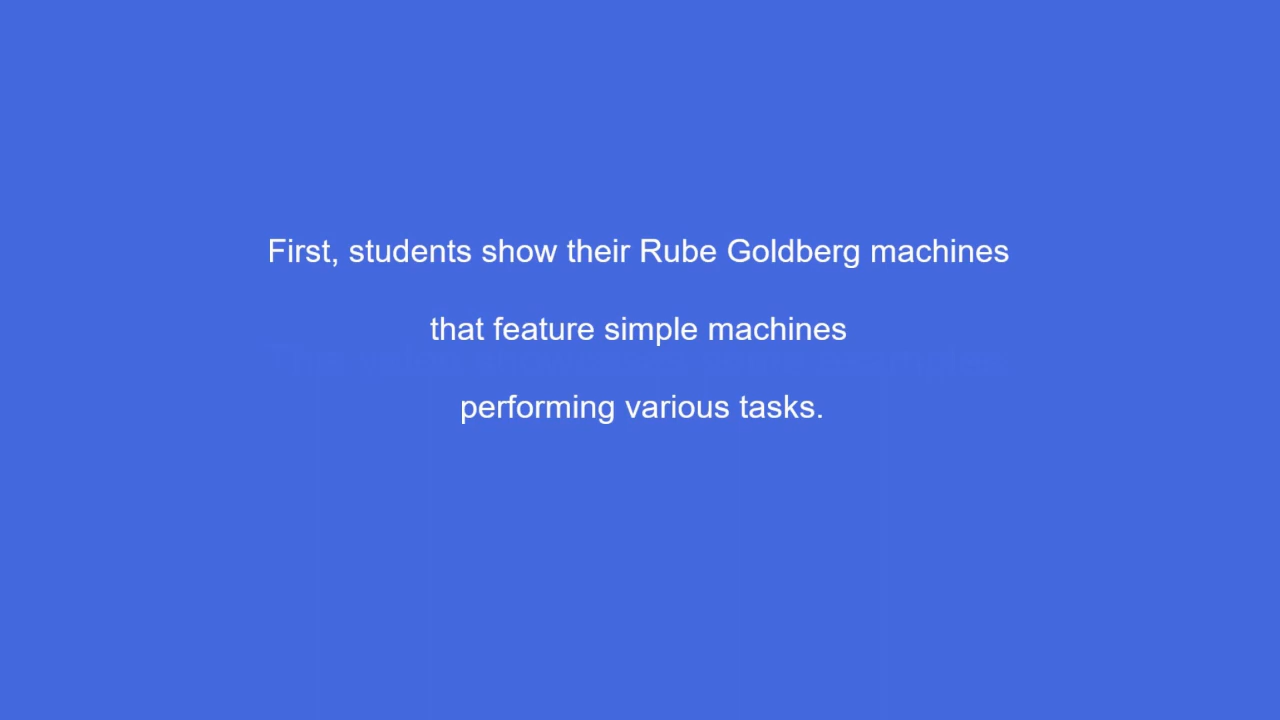 First, students show their Rube Goldberg machines
that feature simple machines
performing various tasks.